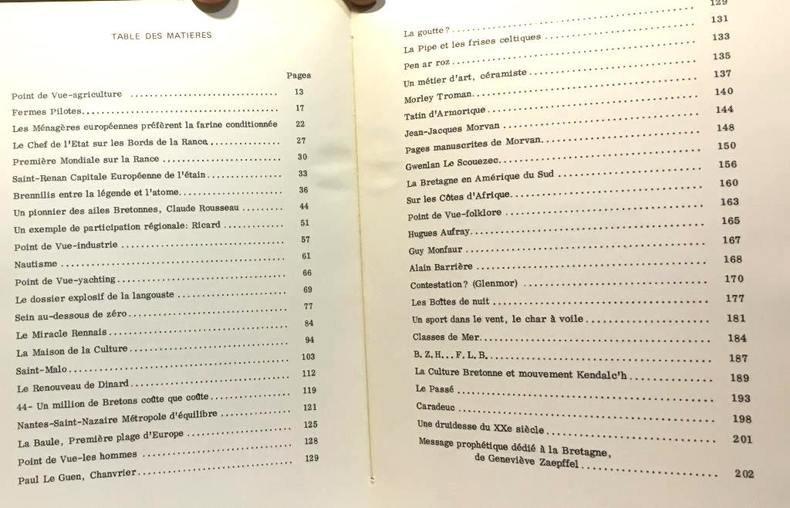 TABLE DES MATIERES
Pages
Point de Vue-agriculture 13
Fermes Pilotes 17
Les Ménagères européennes préfèrent la farine conditionnée 22
Le Chef de l'Etat sur les Bords de la Rance 27
Première Mondiale sur la Rance 30
Saint-Renan Capitale Européenne de l'étain 33
Brennilis entre la légende et l'atome 36
Un pionnier des ailes Bretonnes, Claude Rousseau 44
Un exemple de participation régionale: Ricard 51
Point de Vue-industrie 57
Nautisme 61
Point de Vue-yachting 66
Le dossier explosif de la langouste 69
Sein au-dessous de zéro 77
Le Miracle Rennais 84
La Maison de la Culture 94
Saint-Malo 103
Le Renouveau de Dinard 112
44- Un million de Bretons coûte que coûte 119
Nantes-Saint-Nazaire Métropole d'équilibre 121
La Baule, Première plage d'Europe 125
Point de Vue-les hommes 128
Paul Le Guen, Chanvrier 129
La goutte? 129
La Pipe et les frises celtiques 131
Pen ar roz 133
Un métier d'art, céramiste 135
Morley Troman 137
Tatin d'Armorique 140
Jean-Jacques Morvan 144
Pages manuscrites de Morvan 148
Gwenlan Le Scouezec 150
La Bretagne en Amérique du Sud 156
Sur les Côtes d'Afrique 160
Point de Vue-folklore 163
Hugues Aufray 165
Guy Monfaur 167
Alain Barrière 168
Contestation? (Glenmor) 170
Les Boîtes de nuit 177
Un sport dans le vent, le char à voile 181
Classes de Mer 184
B.Z.H...F.L.B. 187
La Culture Bretonne et mouvement Kendalc'h 189
Le Passé 193
Caradeuc 198
Une druidesse du XXe siècle 201
Message prophétique dédié à la Bretagne,
de Geneviève Zaepffel 202